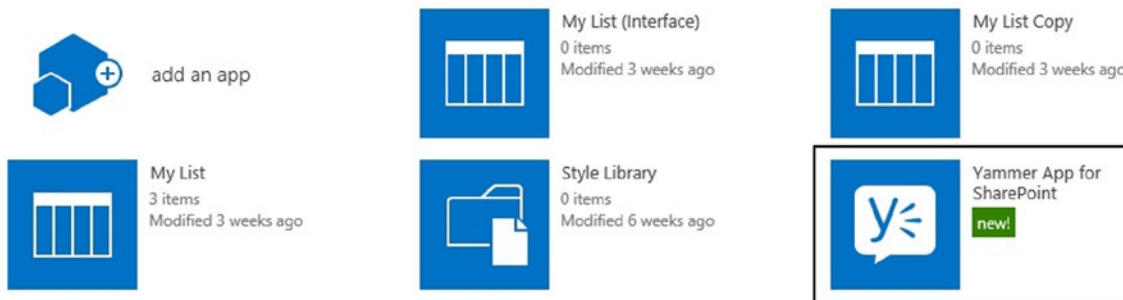 add an app
My List (Interface)
0 items
Modified 3 weeks ago
My List Copy
0 items
Modified 3 weeks ago
My List
3 items
Modified 3 weeks ago
Style Library
0 items
Modified 6 weeks ago
Yammer App for
SharePoint
new!